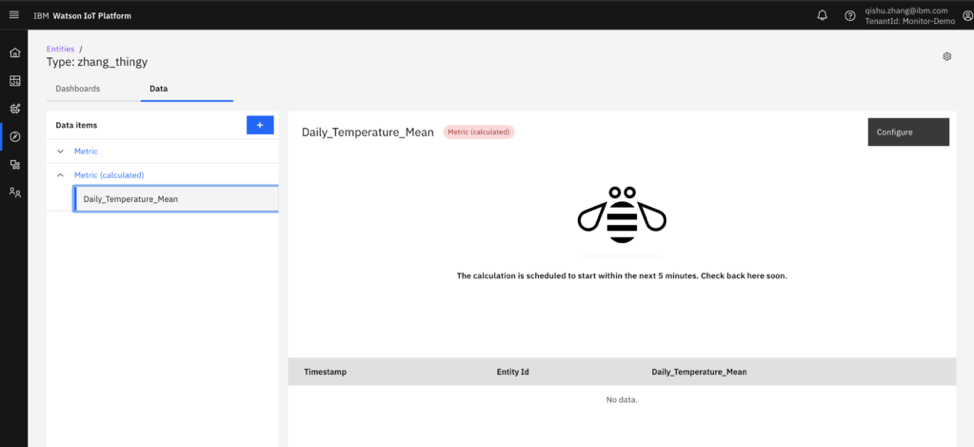 IBM Watson IoT Platform
qishu.zhang@ibm.com
TenantId: Monitor-Demo
Entities /
Type: zhang_thingy
Dashboards
Data
Data items
+
Metric
Metric (calculated)
Daily_Temperature_Mean
Daily_Temperature_Mean
Metric (calculated)
Configure
The calculation is scheduled to start within the next 5 minutes. Check back here soon.
Timestamp
Entity Id
Daily_Temperature_Mean
No data.